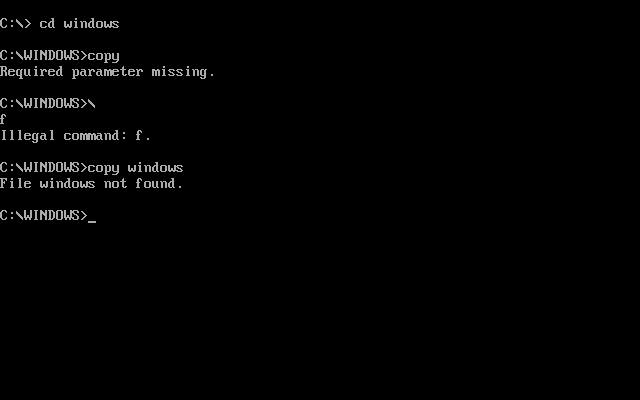 C:\> cd windows
C:\WINDOWS>copy
Required parameter missing.
C:\WINDOWS>\
f
Illegal command: f.
C:\WINDOWS>copy windows
File windows not found.
C:\WINDOWS>_